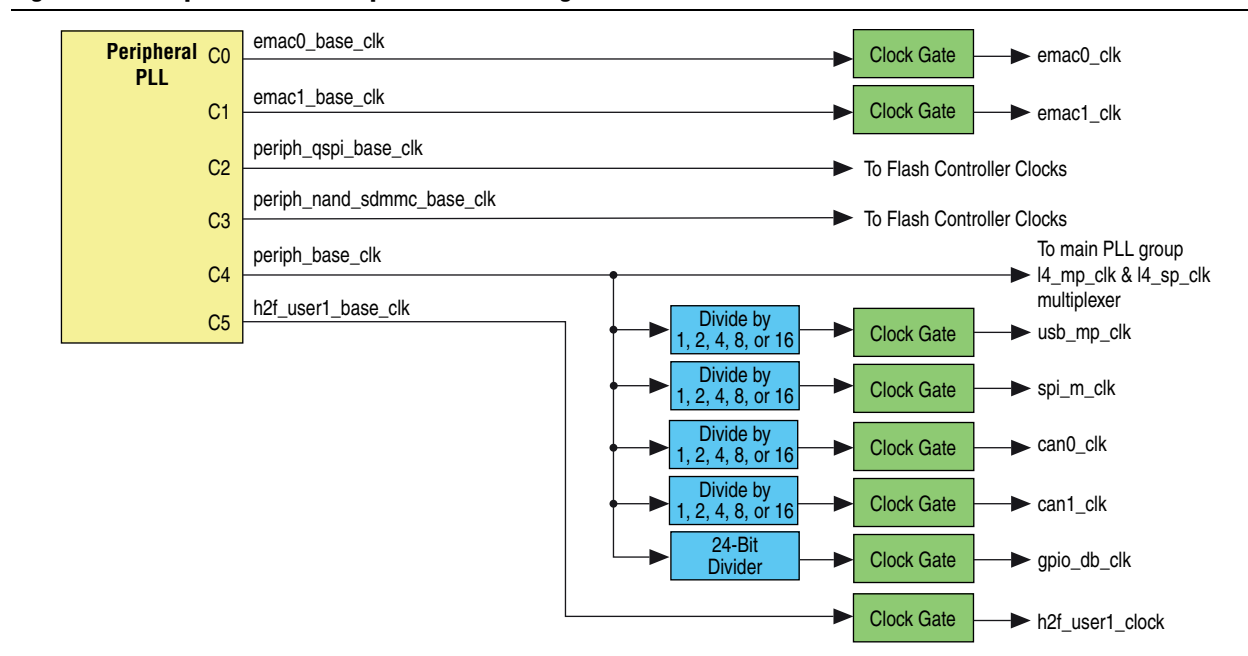 Peripheral
PLL
C0
emac0_base_clk
Clock Gate
emac0_clk
C1
emac1_base_clk
Clock Gate
emac1_clk
C2
periph_qspi_base_clk
To Flash Controller Clocks
C3
periph_nand_sdmmc_base_clk
To Flash Controller Clocks
C4
periph_base_clk
To main PLL group
l4_mp_clk & l4_sp_clk
multiplexer
C5
h2f_user1_base_clk
Divide by
1, 2, 4, 8, or 16
Clock Gate
usb_mp_clk
Divide by
1, 2, 4, 8, or 16
Clock Gate
spi_m_clk
Divide by
1, 2, 4, 8, or 16
Clock Gate
can0_clk
Divide by
1, 2, 4, 8, or 16
Clock Gate
can1_clk
24-Bit
Divider
Clock Gate
gpio_db_clk
Clock Gate
h2f_user1_clock